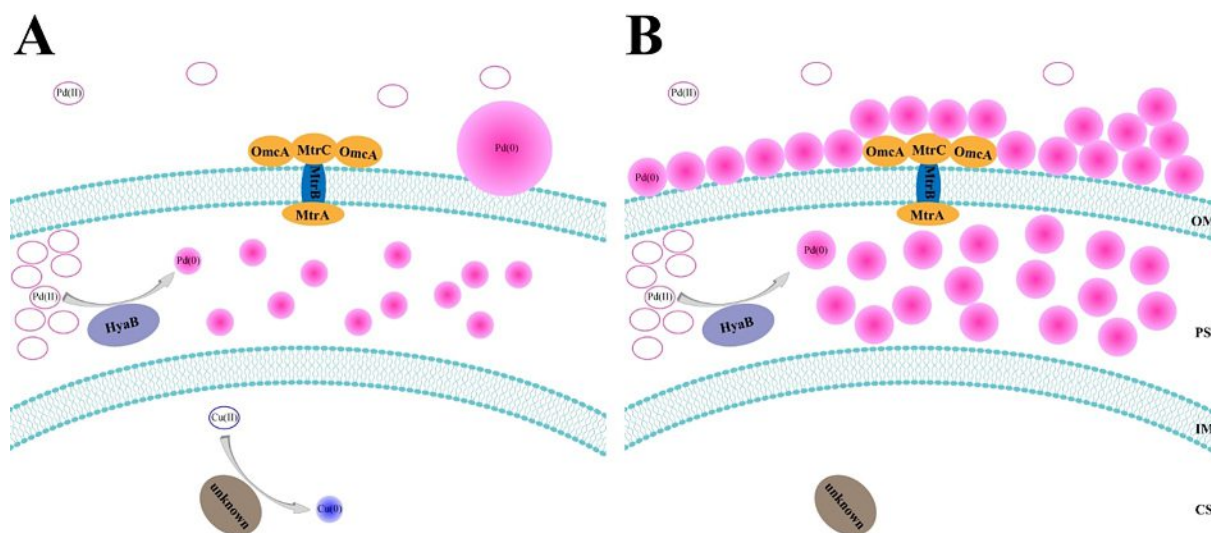 A
Pd(II)
Pd(0)
OmcA
MtrC
OmcA
MtrB
MtrA
Pd(0)
Pd(II)
HyaB
Cu(II)
unknown
Cu(0)
B
Pd(II)
Pd(0)
OmcA
MtrC
OmcA
MtrB
MtrA
OM
Pd(0)
Pd(II)
HyaB
PS
IM
unknown
CS